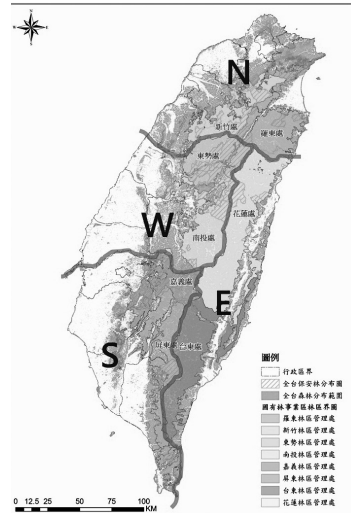 N
新竹處
羅東處
東勢處
花蓮處
W
南投處
嘉義處
E
屏東處
台東處
S
圖例
行政區界
全台保安林分布圖
全台森林分布範圍
國有林事業區林區界圖
羅東林區管理處
新竹林區管理處
東勢林區管理處
南投林區管理處
嘉義林區管理處
屏東林區管理處
台東林區管理處
花蓮林區管理處
0 12.5 25 50 75 100
KM